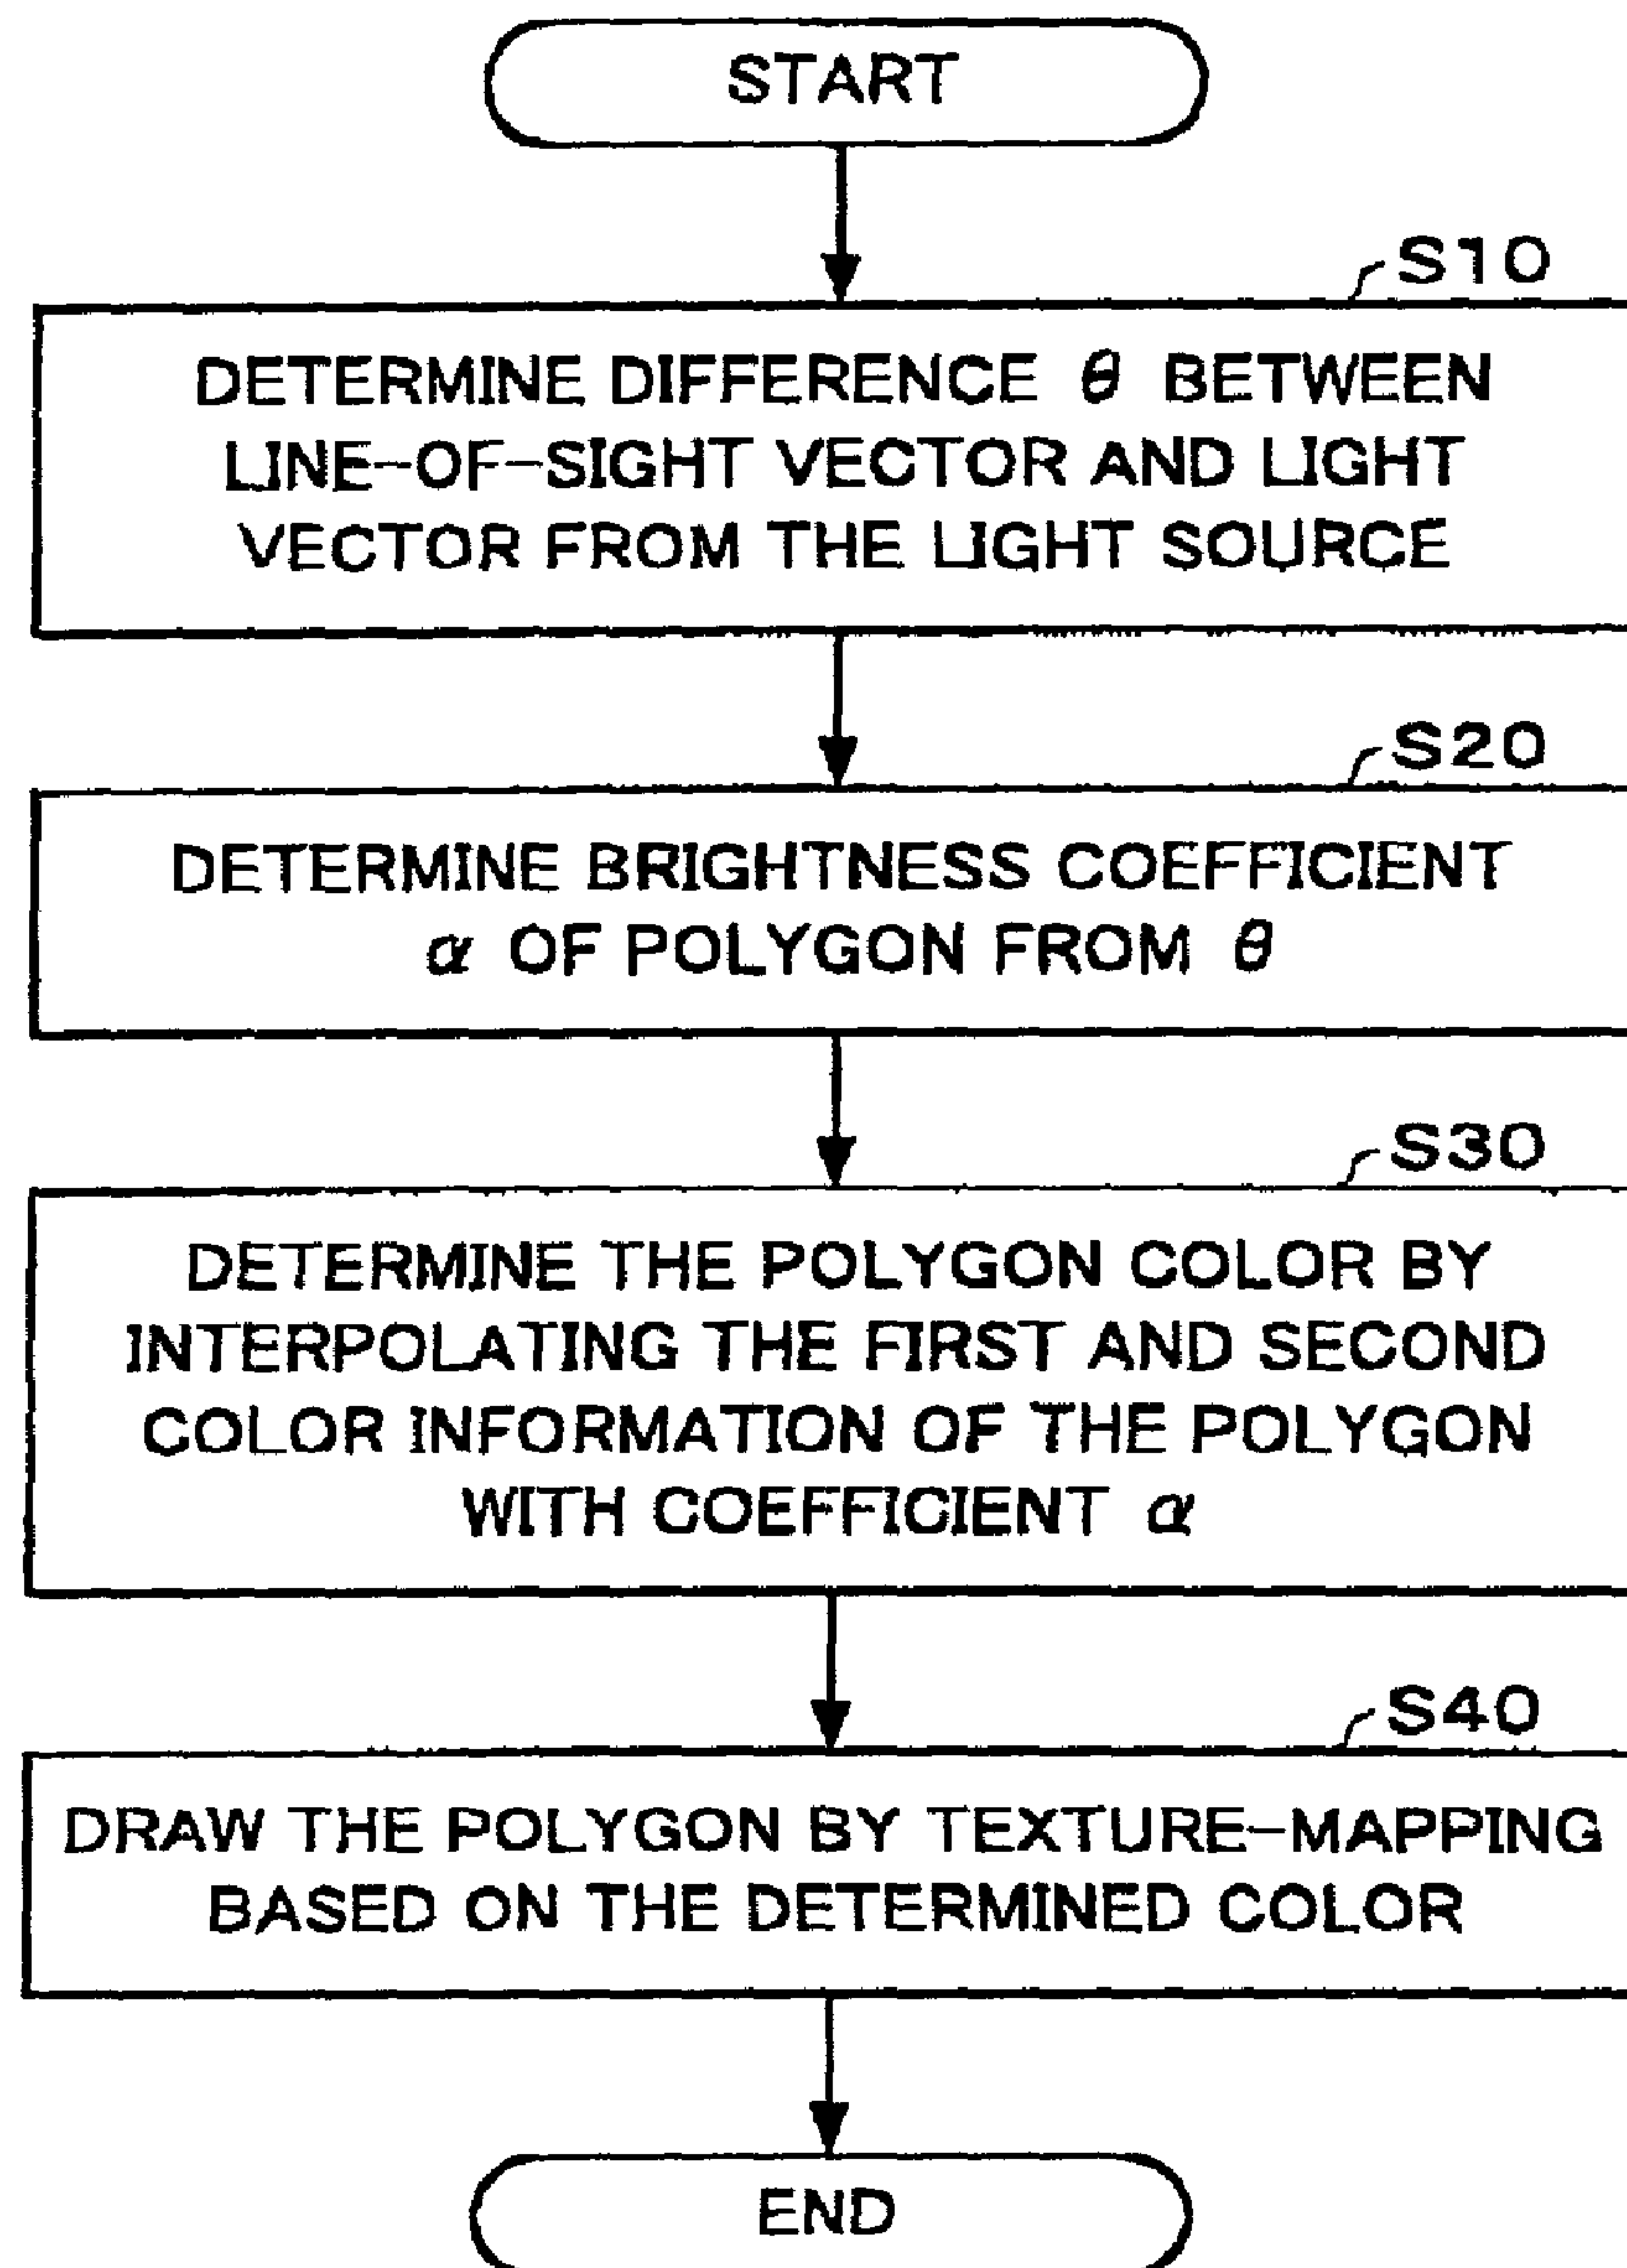 START
S10
DETERMINE DIFFERENCE θ BETWEEN
LINE-OF-SIGHT VECTOR AND LIGHT
VECTOR FROM THE LIGHT SOURCE
S20
DETERMINE BRIGHTNESS COEFFICIENT
α OF POLYGON FROM θ
S30
DETERMINE THE POLYGON COLOR BY
INTERPOLATING THE FIRST AND SECOND
COLOR INFORMATION OF THE POLYGON
WITH COEFFICIENT α
S40
DRAW THE POLYGON BY TEXTURE-MAPPING
BASED ON THE DETERMINED COLOR
END